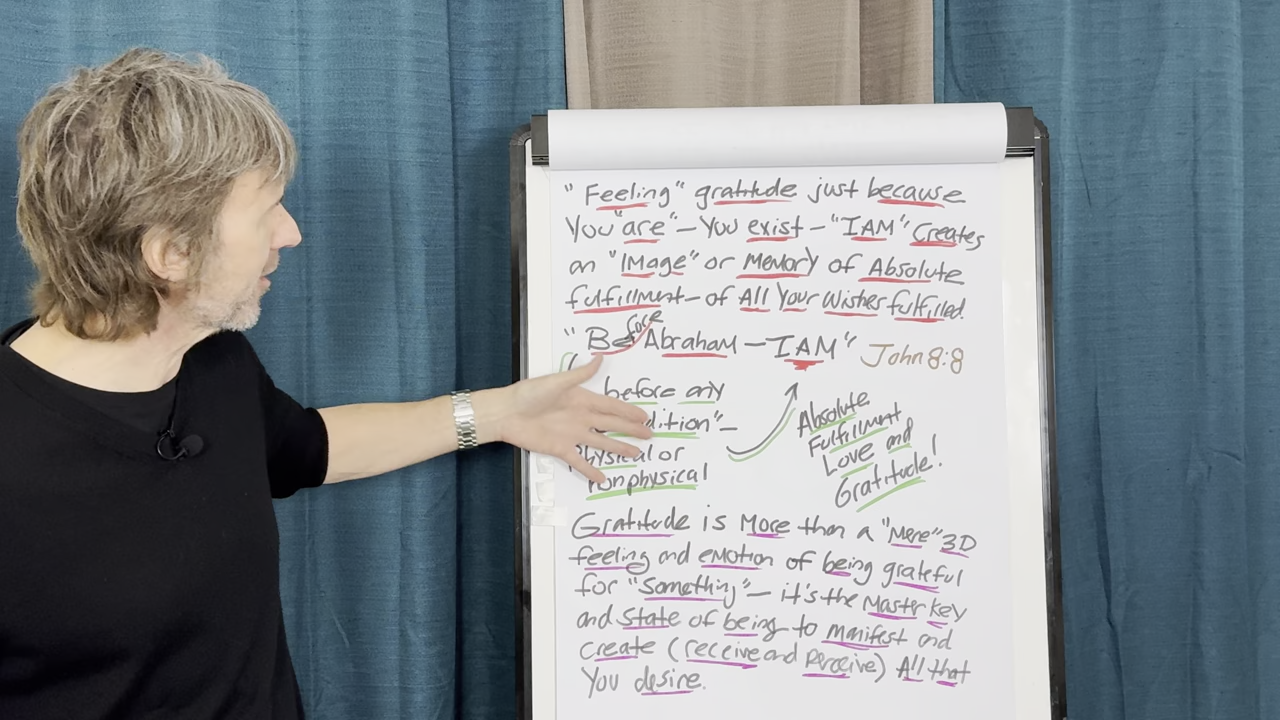 "Feeling" gratitude just because
You "are" – You exist – "I AM" Creates
an "Image" or Memory of Absolute
fulfillment – of All Your Wishes fulfilled.
"Before Abraham – I AM" John 8:8
before any
dition" –
Physical or
nonphysical
Absolute
Fulfillment
Love and
Gratitude!
Gratitude is More than a "Mere" 3D
feeling and emotion of being grateful
for "Something" – it's the Master key
and State of being to manifest and
create (receive and perceive) All that
You desire.